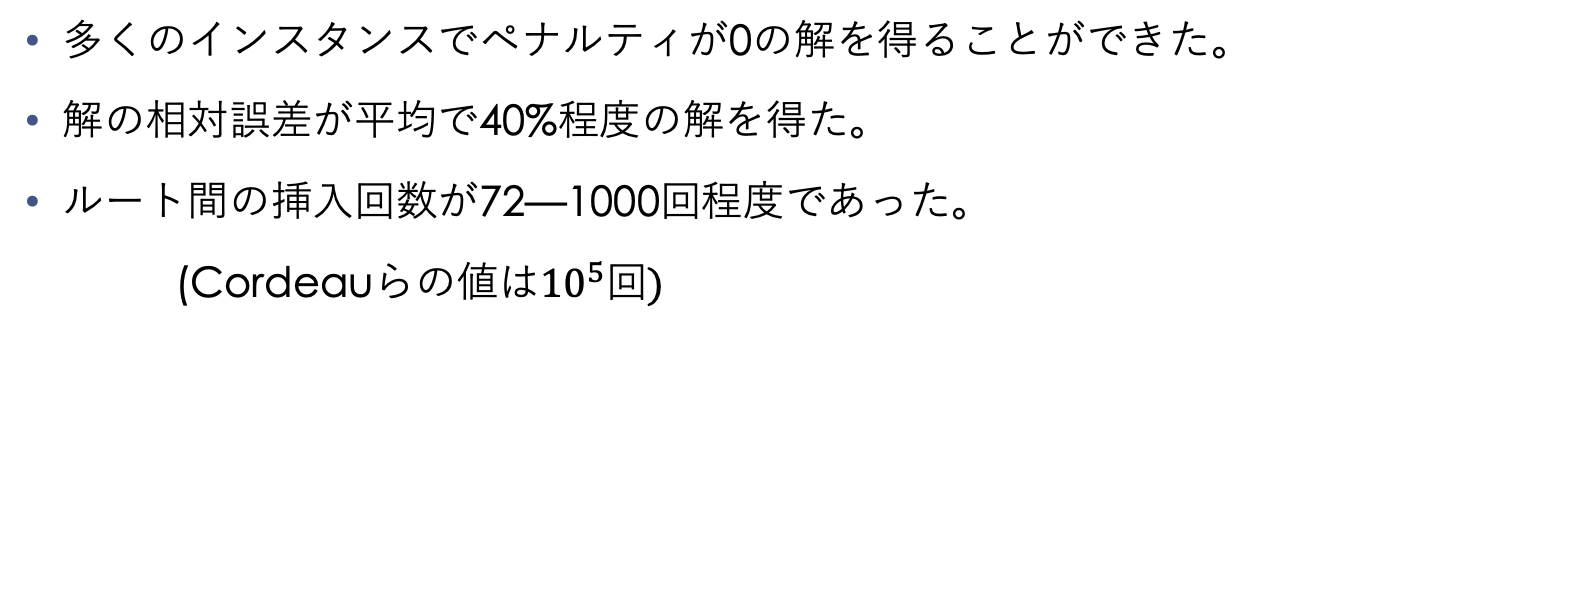 • 多くのインスタンスでペナルティが0の解を得ることができた。
• 解の相対誤差が平均で40%程度の解を得た。
• ルート間の挿入回数が72—1000回程度であった。
(Cordeauらの値は10⁵回)